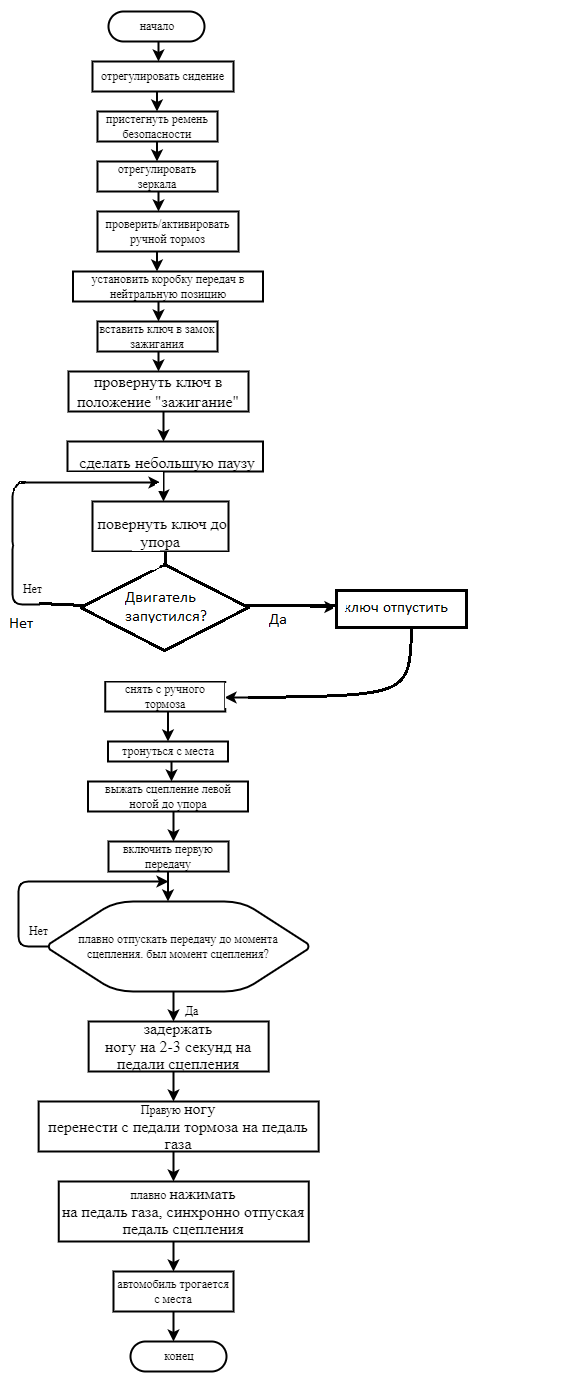 начало
отрегулировать сидение
пристегнуть ремень
безопасности
отрегулировать
зеркала
проверить/активировать
ручной тормоз
установить коробку передач в
нейтральную позицию
вставить ключ в замок
зажигания
провернуть ключ в
положение "зажигание"
сделать небольшую паузу
повернуть ключ до
упора
Нет
Нет
Двигатель
запустился?
Да
ключ отпустить
снять с ручного
тормоза
тронуться с места
выжать сцепление левой
ногой до упора
включить первую
передачу
Нет
плавно отпускать передачу до момента
сцепления. был момент сцепления?
Да
задержать
ногу на 2-3 секунд на
педали сцепления
Правую ногу
перенести с педали тормоза на педаль
газа
плавно нажимать
на педаль газа, синхронно отпуская
педаль сцепления
автомобиль трогается
с места
конец